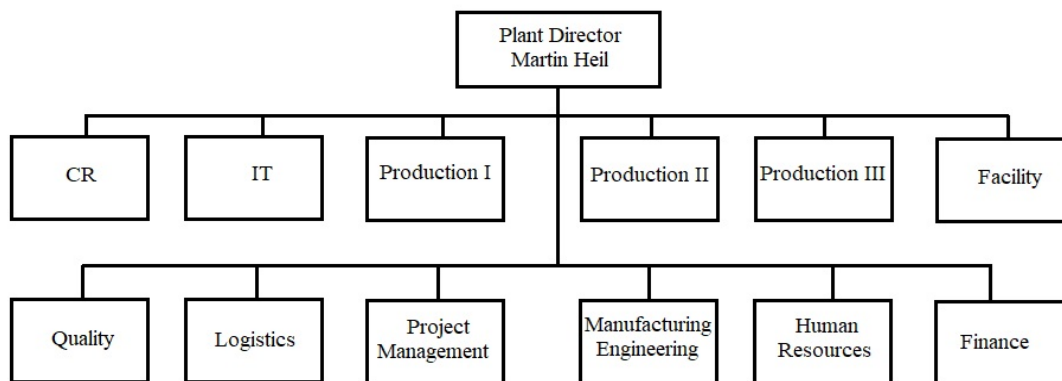 Plant Director
Martin Heil
CR
IT
Production I
Production II
Production III
Facility
Quality
Logistics
Project
Management
Manufacturing
Engineering
Human
Resources
Finance